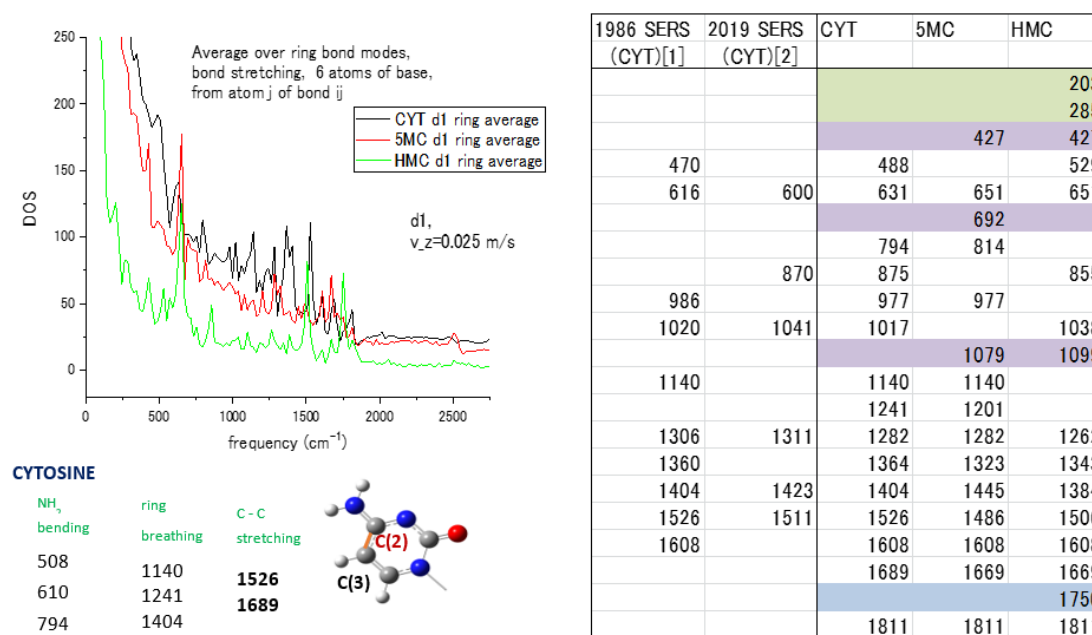 250
200
150
100
50
0
DOS
Average over ring bond modes,
bond stretching, 6 atoms of base,
from atom j of bond ij
CYT d1 ring average
5MC d1 ring average
HMC d1 ring average
d1,
v_z=0.025 m/s
0 500 1000 1500 2000 2500
frequency (cm⁻¹)
CYTOSINE
NH₂ bending
508
610
794
ring breathing
1140
1241
1404
C - C stretching
1526
1689
C(2)
C(3)
1986 SERS 2019 SERS CYT 5MC HMC
(CYT)[1] (CYT)[2]
427
470 488
616 600 631 651
692
794 814
870 875
986 977 977
1020 1041 1017
1079
1140 1140 1140
1241 1201
1306 1311 1282 1282
1360 1364 1323
1404 1423 1404 1445
1526 1511 1526 1486
1608 1608 1608 1608
1689 1669 1669
1750
1811 1811